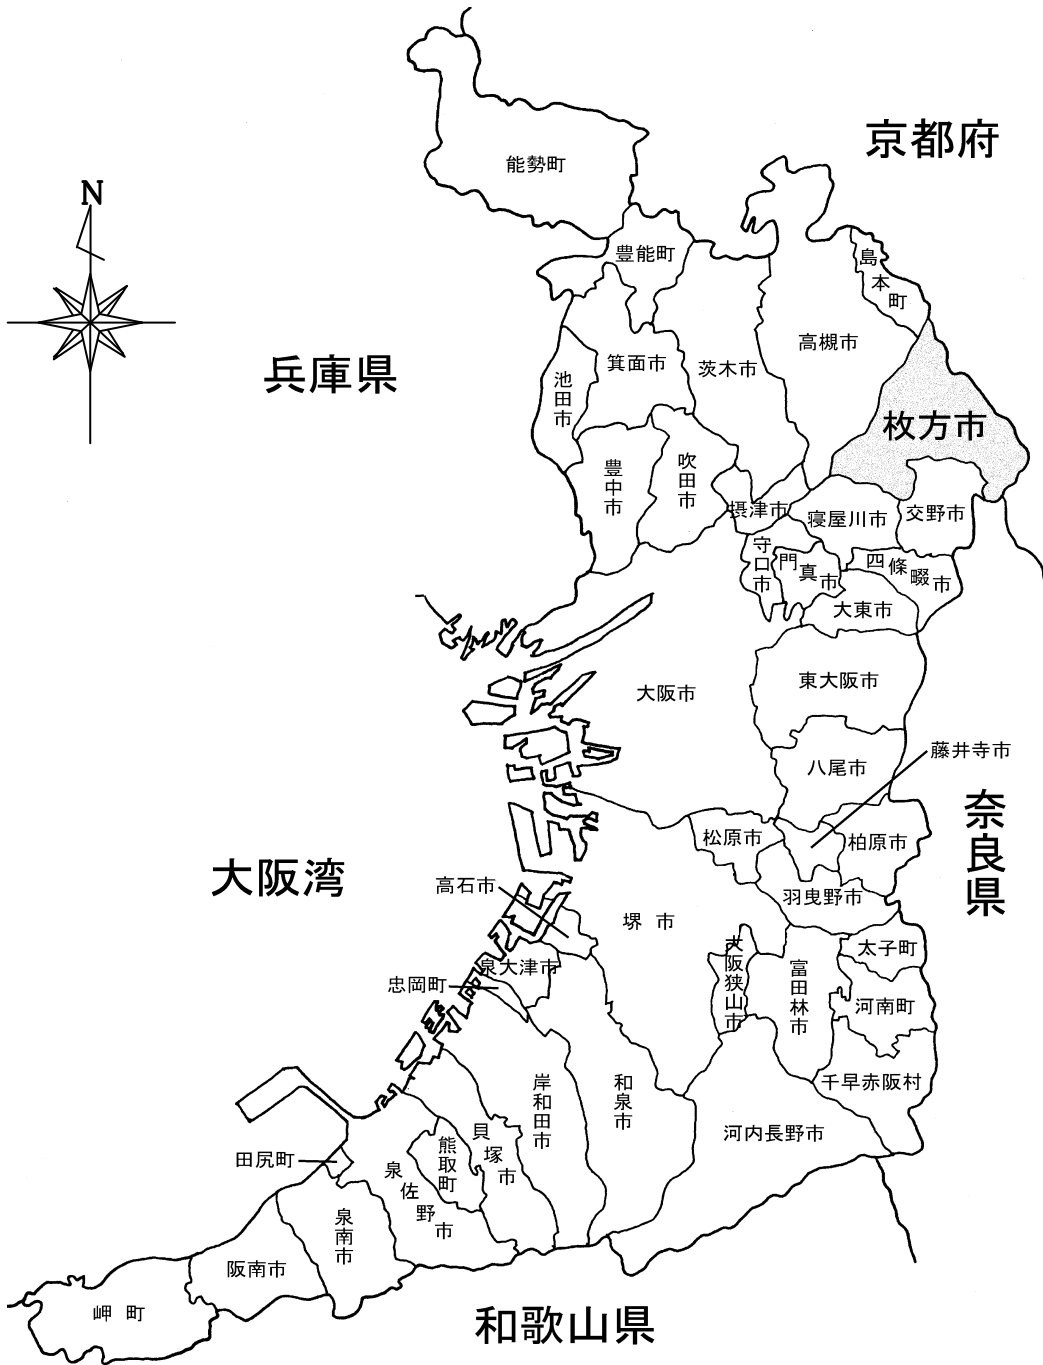 京都府
能勢町
N
豊能町
島本町
高槻市
兵庫県
箕面市
茨木市
池田市
枚方市
豊中市
吹田市
摂津市
寝屋川市
交野市
守口市
門真市
四條畷市
大東市
大阪市
東大阪市
藤井寺市
八尾市
奈良県
松原市
柏原市
大阪湾
高石市
羽曳野市
堺市
太子町
大阪狭山市
富田林市
泉大津市
忠岡町
河南町
千早赤阪村
岸和田市
和泉市
河内長野市
貝塚市
熊取町
田尻町
泉佐野市
泉南市
阪南市
岬町
和歌山県